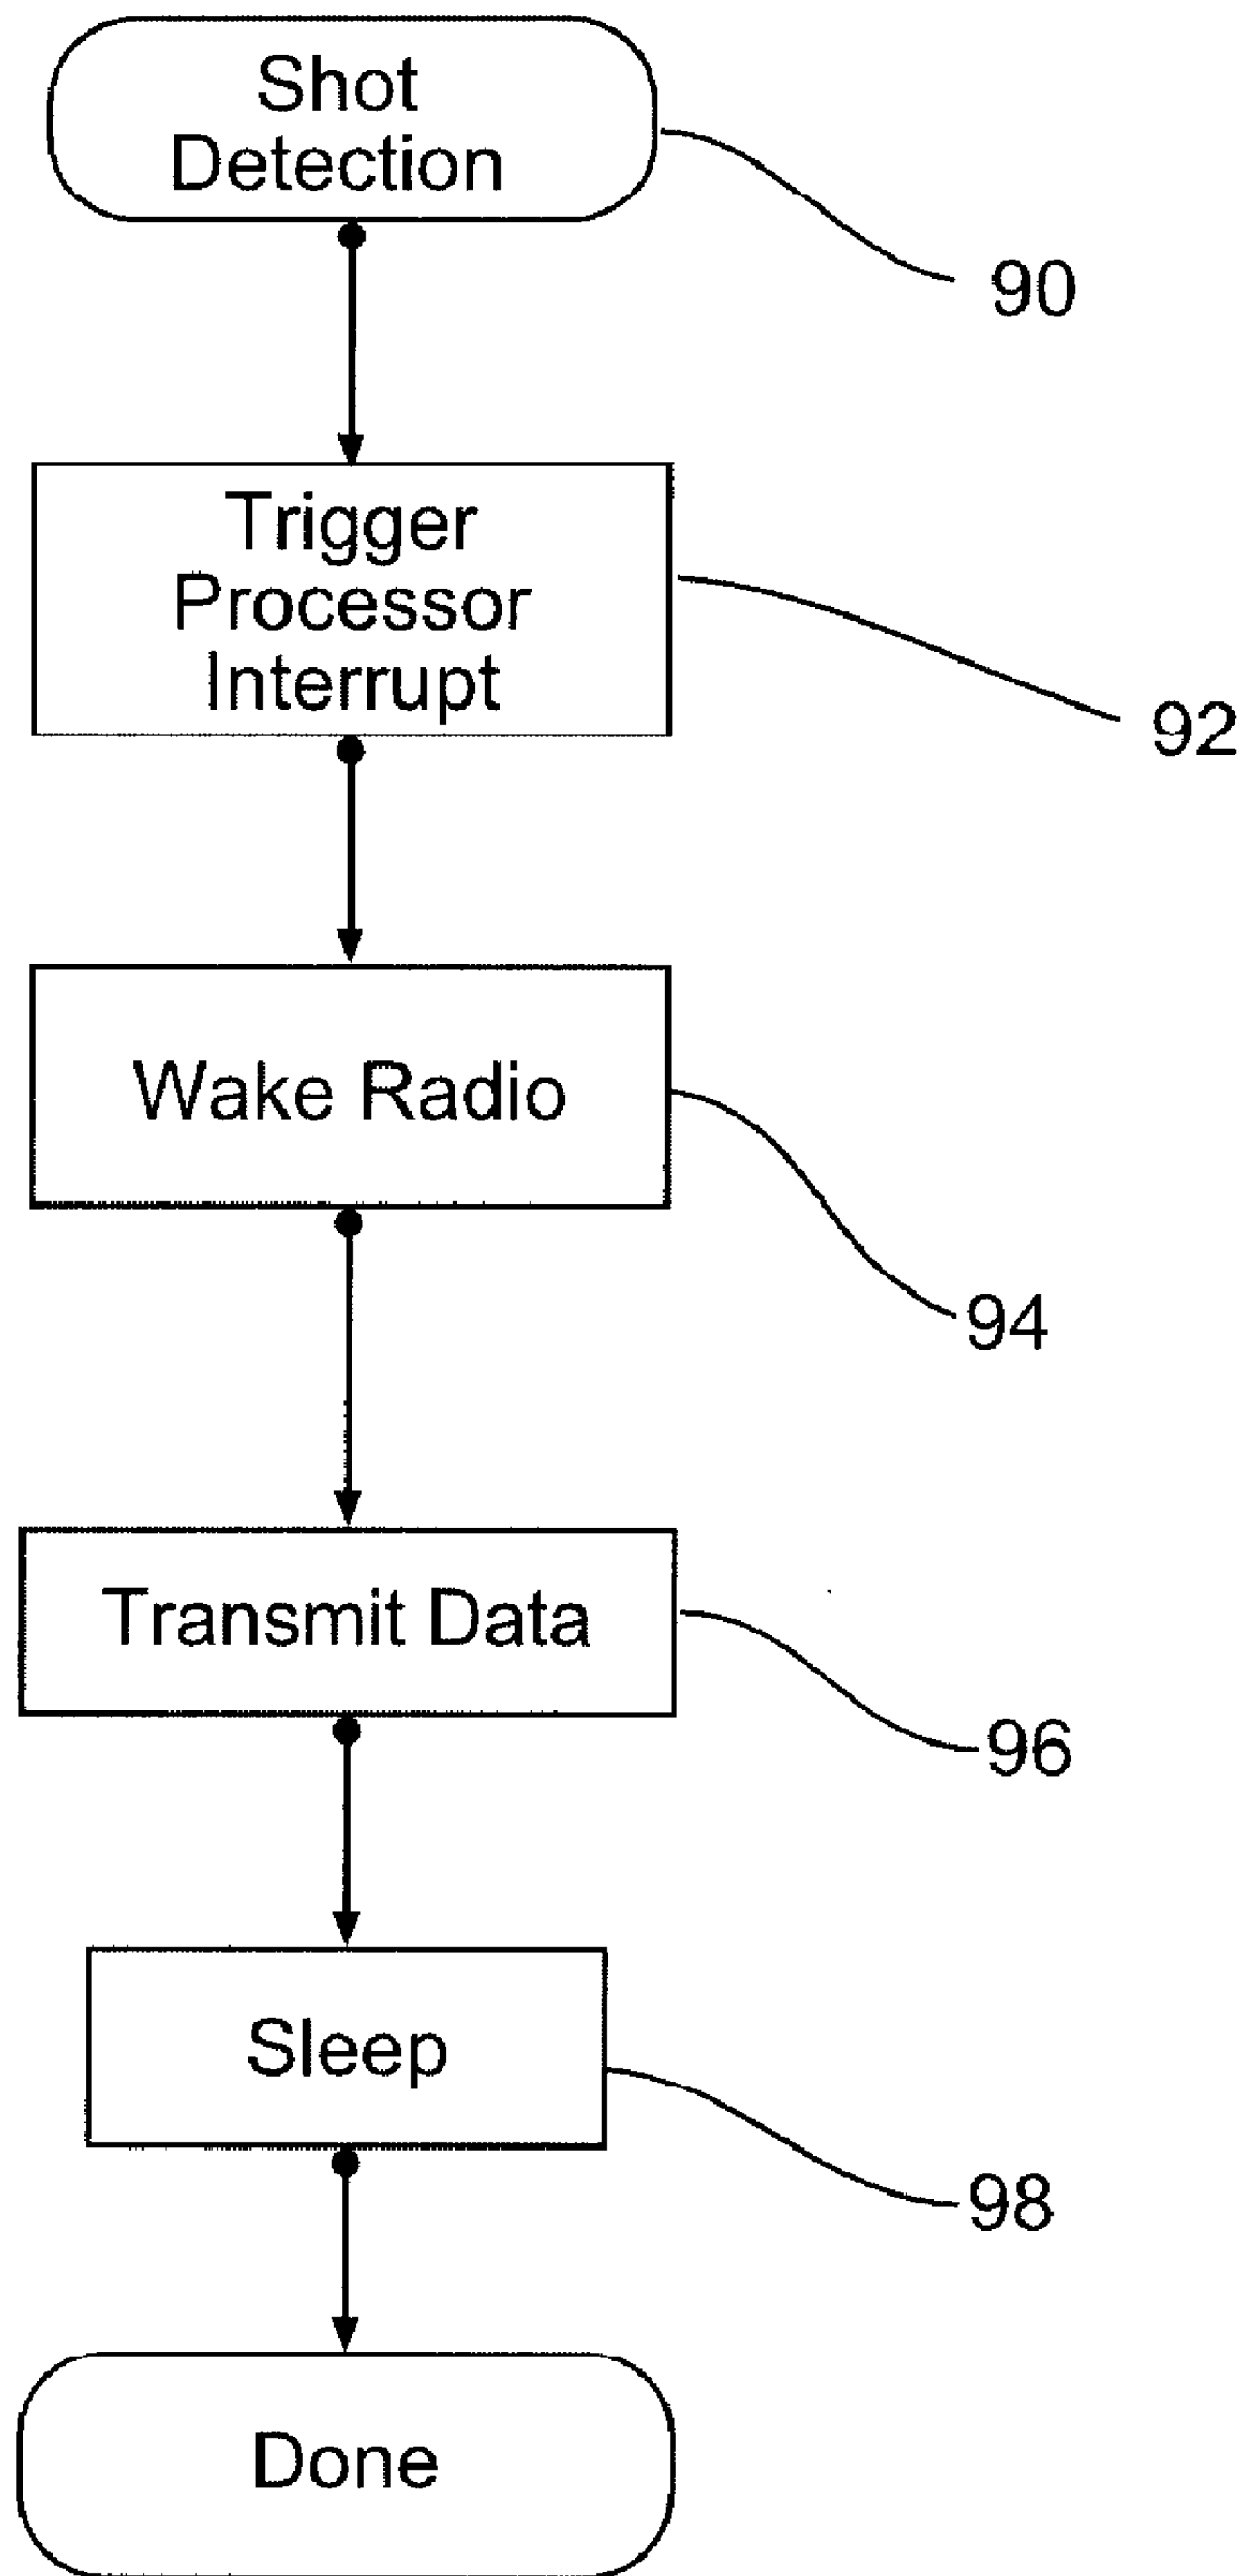 Shot
Detection
90
Trigger
Processor
Interrupt
92
Wake Radio
94
Transmit Data
96
Sleep
98
Done